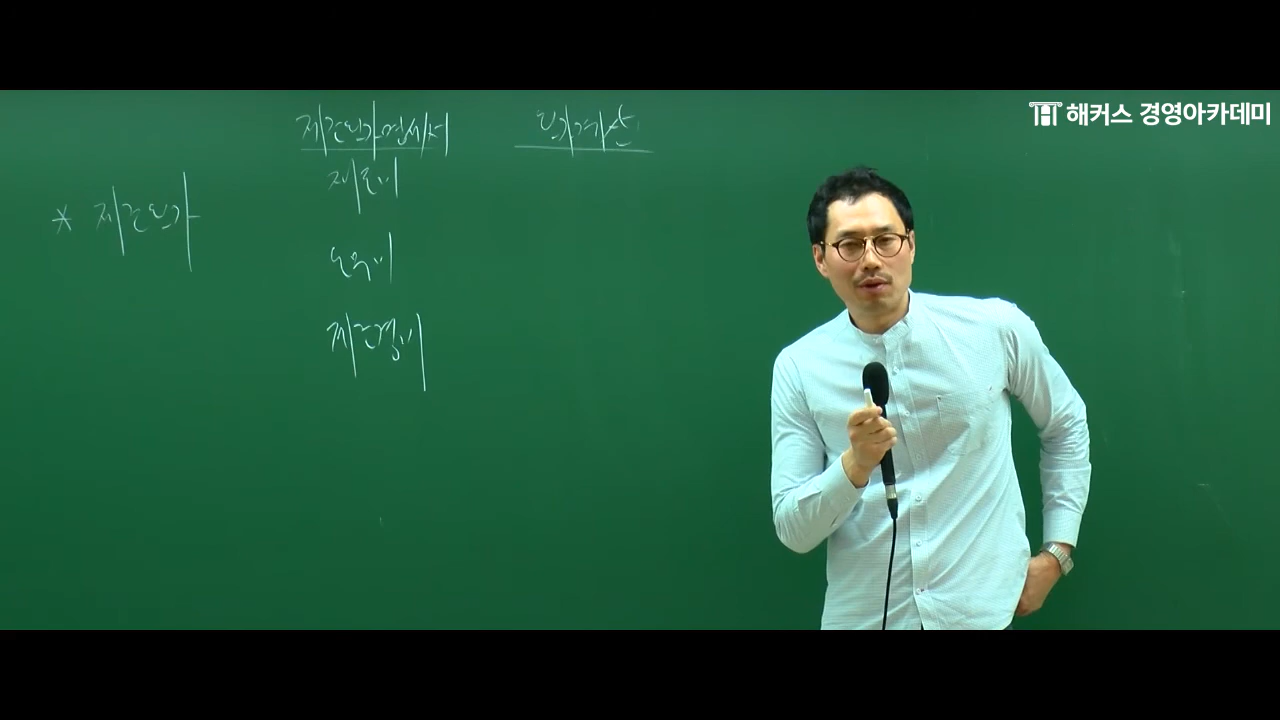 해커스 경영아카데미
제조원가명세서
원가계산
재료비
* 제조원가
노무비
제조경비